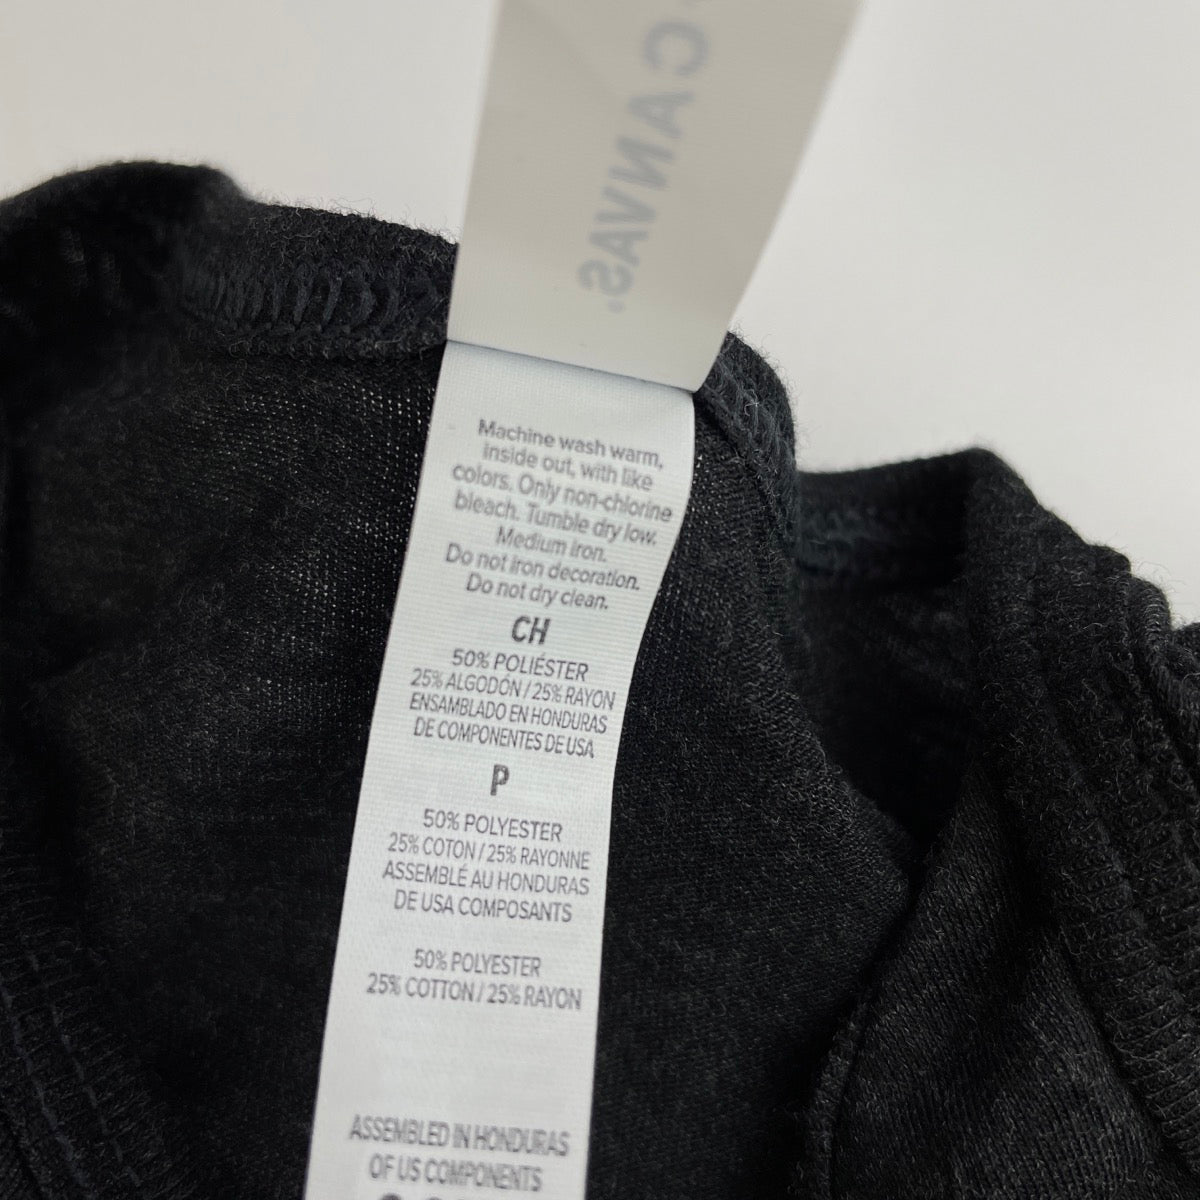 CANVAS.
Machine wash warm,
inside out, with like
colors. Only non-chlorine
bleach. Tumble dry low.
Medium iron.
Do not iron decoration.
Do not dry clean.
CH
50% POLIÉSTER
25% ALGODÓN / 25% RAYON
ENSAMBLADO EN HONDURAS
DE COMPONENTES DE USA
P
50% POLYESTER
25% COTON / 25% RAYONNE
ASSEMBLÉ AU HONDURAS
DE USA COMPOSANTS
50% POLYESTER
25% COTTON / 25% RAYON
ASSEMBLED IN HONDURAS
OF US COMPONENTS